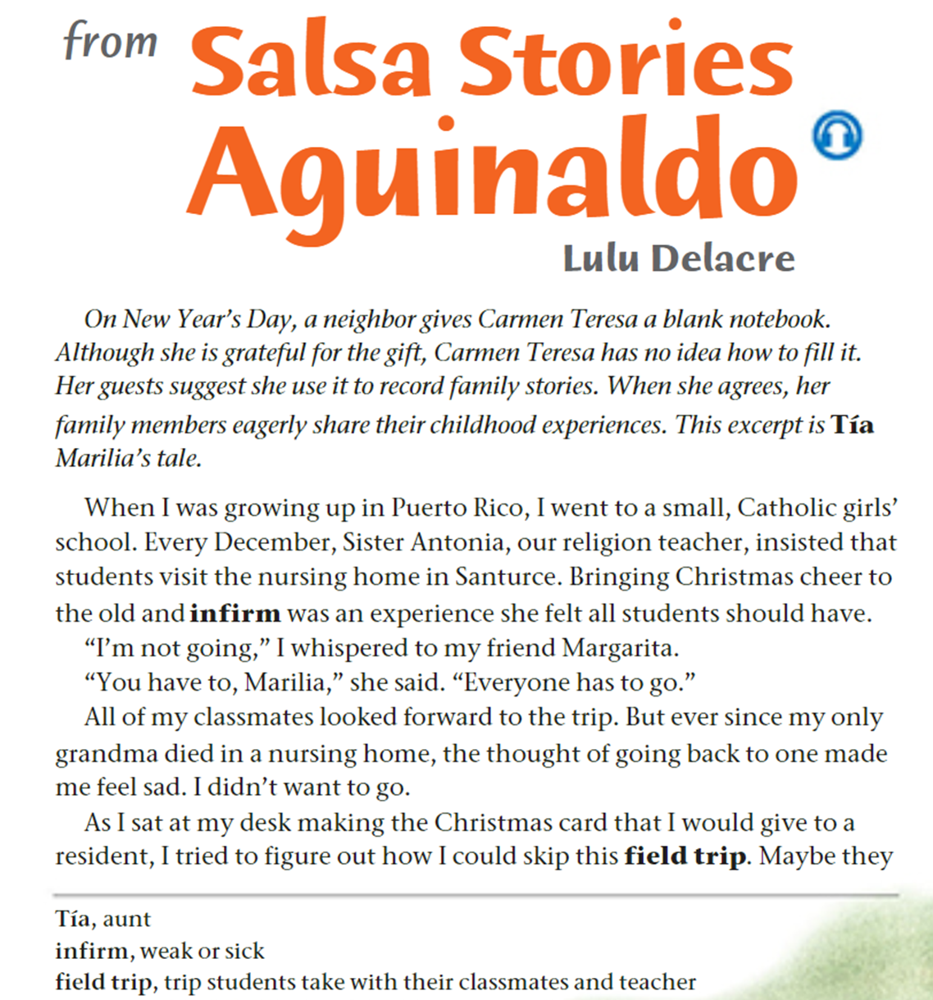 from Salsa Stories
Aguinaldo
Lulu Delacre
On New Year’s Day, a neighbor gives Carmen Teresa a blank notebook.
Although she is grateful for the gift, Carmen Teresa has no idea how to fill it.
Her guests suggest she use it to record family stories. When she agrees, her
family members eagerly share their childhood experiences. This excerpt is Tía
Marilia’s tale.
When I was growing up in Puerto Rico, I went to a small, Catholic girls’
school. Every December, Sister Antonia, our religion teacher, insisted that
students visit the nursing home in Santurce. Bringing Christmas cheer to
the old and infirm was an experience she felt all students should have.
“I’m not going,” I whispered to my friend Margarita.
“You have to, Marilia,” she said. “Everyone has to go.”
All of my classmates looked forward to the trip. But ever since my only
grandma died in a nursing home, the thought of going back to one made
me feel sad. I didn’t want to go.
As I sat at my desk making the Christmas card that I would give to a
resident, I tried to figure out how I could skip this field trip. Maybe they
Tía, aunt
infirm, weak or sick
field trip, trip students take with their classmates and teacher